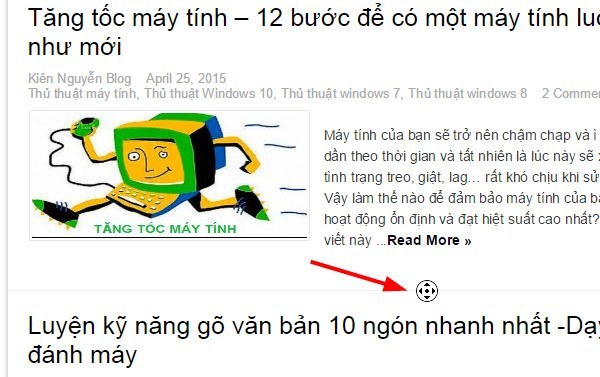 Tăng tốc máy tính – 12 bước để có một máy tính
như mới
Kiên Nguyễn Blog April 25, 2015
Thủ thuật máy tính, Thủ thuật Windows 10, Thủ thuật windows 7, Thủ thuật windows 8 2
Máy tính của bạn sẽ trở nên chậm chạp và ì
dần theo thời gian và tất nhiên là lúc này sẽ
tình trạng treo, giật, lag... rất khó chịu khi
Vậy làm thế nào để đảm bảo máy tính của
hoạt động ổn định và đạt hiệu suất cao nhất?
viết này ...Read More »
TĂNG TỐC MÁY TÍNH
Luyện kỹ năng gõ văn bản 10 ngón nhanh nhất -Dạy
đánh máy